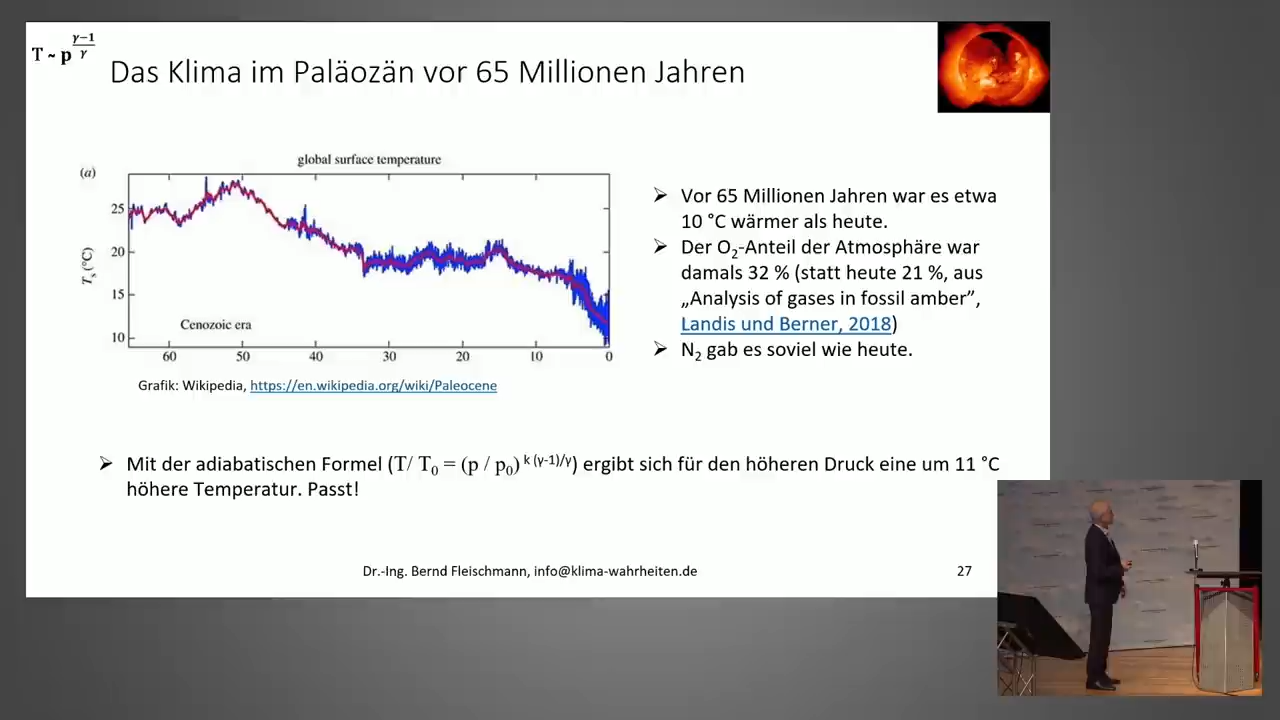 T ~ p^(γ−1)/γ
Das Klima im Paläozän vor 65 Millionen Jahren
global surface temperature
(a)
25
20
15
10
Ts (°C)
Cenozoic era
60 50 40 30 20 10 0
Grafik: Wikipedia, https://en.wikipedia.org/wiki/Paleocene
➢ Vor 65 Millionen Jahren war es etwa
10 °C wärmer als heute.
➢ Der O₂-Anteil der Atmosphäre war
damals 32 % (statt heute 21 %, aus
„Analysis of gases in fossil amber”,
Landis und Berner, 2018)
➢ N₂ gab es soviel wie heute.
➢ Mit der adiabatischen Formel (T/ T₀ = (p / p₀)^k (γ-1)/γ) ergibt sich für den höheren Druck eine um 11 °C
höhere Temperatur. Passt!
Dr.-Ing. Bernd Fleischmann, info@klima-wahrheiten.de
27